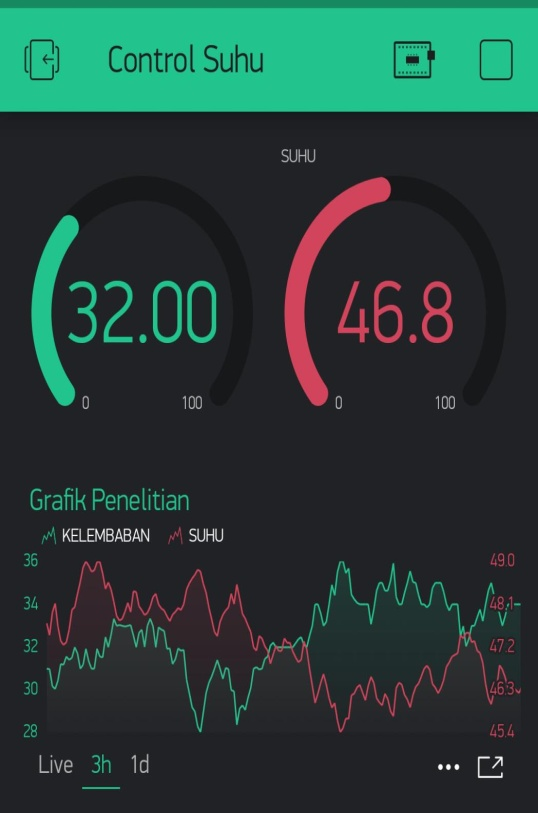 Control Suhu
SUHU
32.00
46.8
0 100
0 100
Grafik Penelitian
KELEMBABAN SUHU
36 49.0
34 48.1
32 47.2
30 46.3
28 45.4
Live 3h 1d